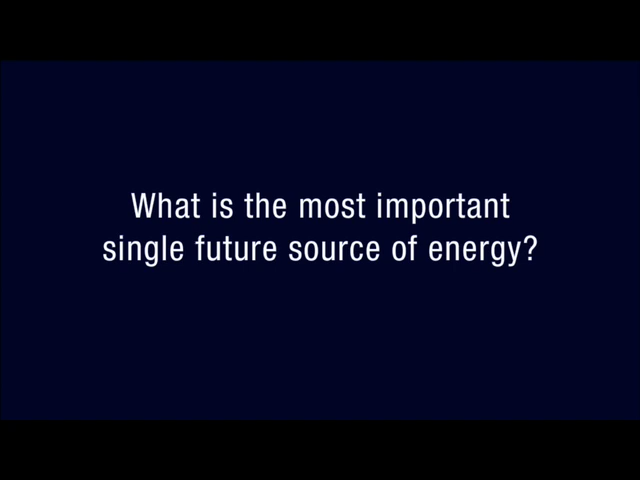 What is the most important
single future source of energy?